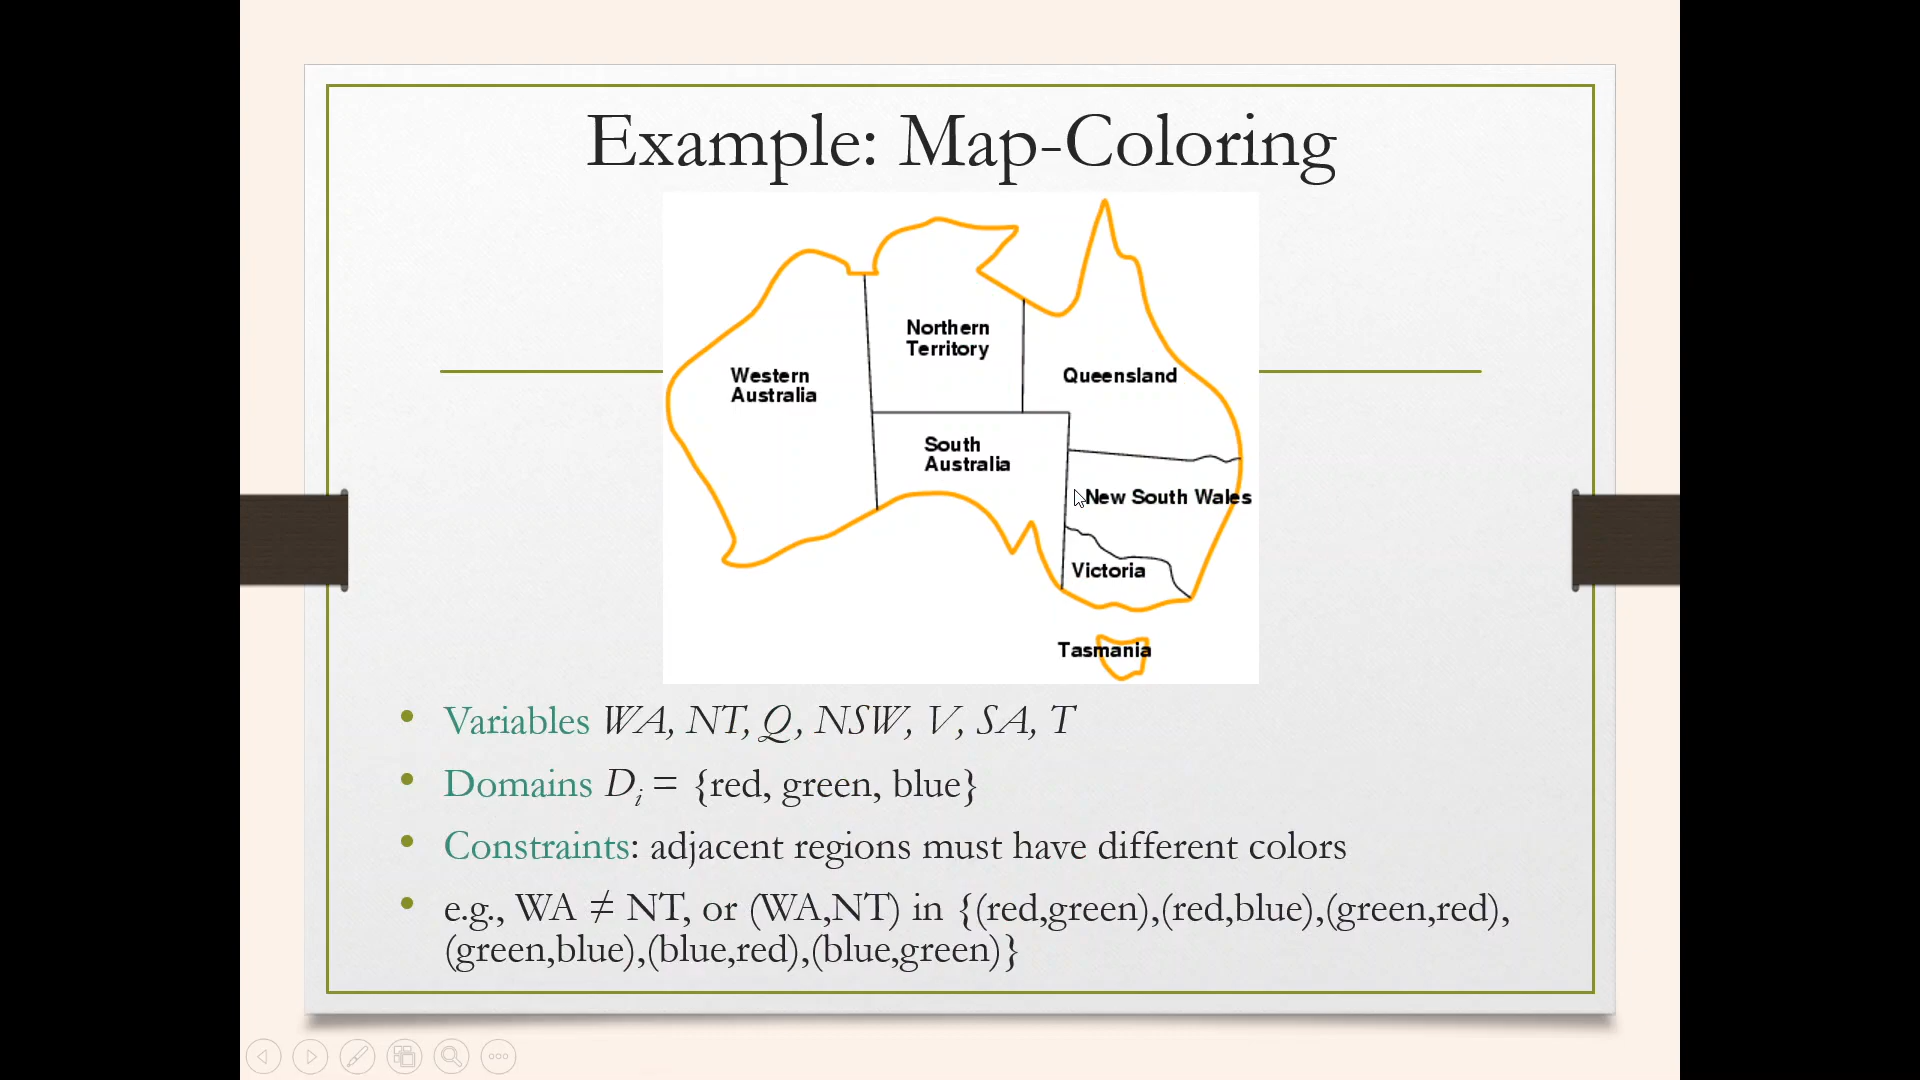 Example: Map-Coloring
Northern
Territory
Western
Australia
Queensland
South
Australia
New South Wales
Victoria
Tasmania
• Variables WA, NT, Q, NSW, V, SA, T
• Domains Di = {red, green, blue}
• Constraints: adjacent regions must have different colors
• e.g., WA ≠ NT, or (WA,NT) in {(red,green),(red,blue),(green,red),
(green,blue),(blue,red),(blue,green)}